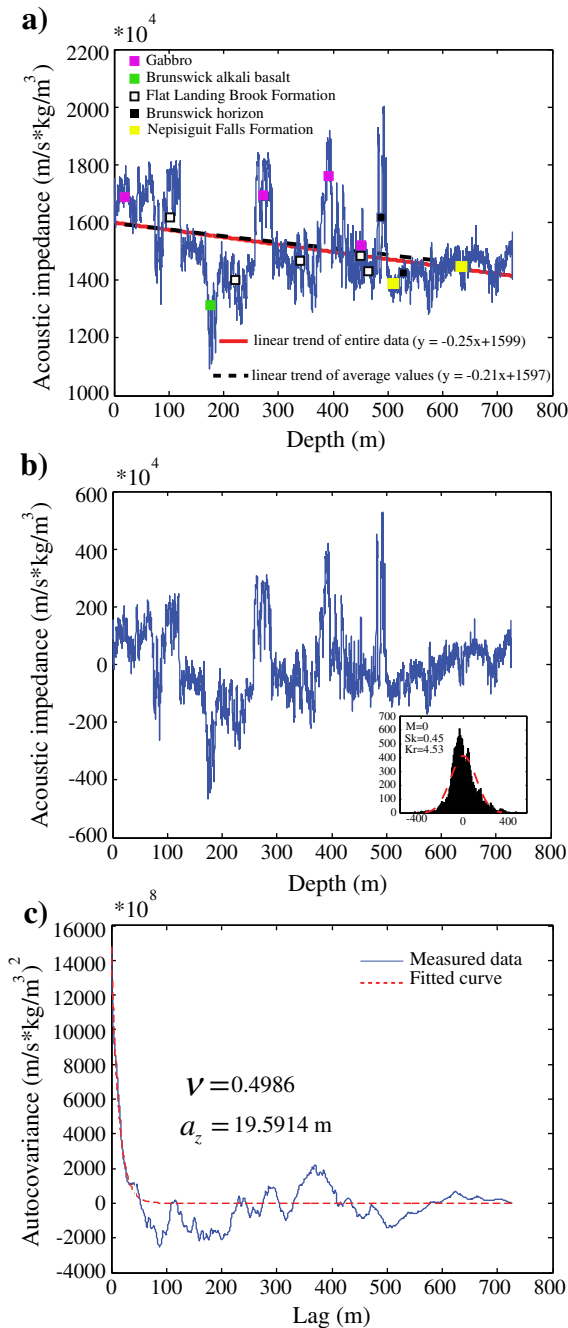 a)
*10^4
Gabbro
Brunswick alkali basalt
Flat Landing Brook Formation
Brunswick horizon
Nepisiguit Falls Formation
2200
2000
1800
1600
1400
1200
1000
Acoustic impedance (m/s*kg/m^3)
linear trend of entire data (y = -0.25x+1599)
linear trend of average values (y = -0.21x+1597)
0 100 200 300 400 500 600 700 800
Depth (m)
b)
*10^4
600
400
200
0
-200
-400
-600
Acoustic impedance (m/s*kg/m^3)
700
600
500
400
300
200
100
0
M=0
Sk=0.45
Kr=4.53
-400 0 400
0 100 200 300 400 500 600 700 800
Depth (m)
c)
*10^8
16000
14000
12000
10000
8000
6000
4000
2000
0
-2000
-4000
Autocovariance (m/s*kg/m^3)^2
Measured data
Fitted curve
ν=0.4986
a_z = 19.5914 m
0 100 200 300 400 500 600 700 800
Lag (m)